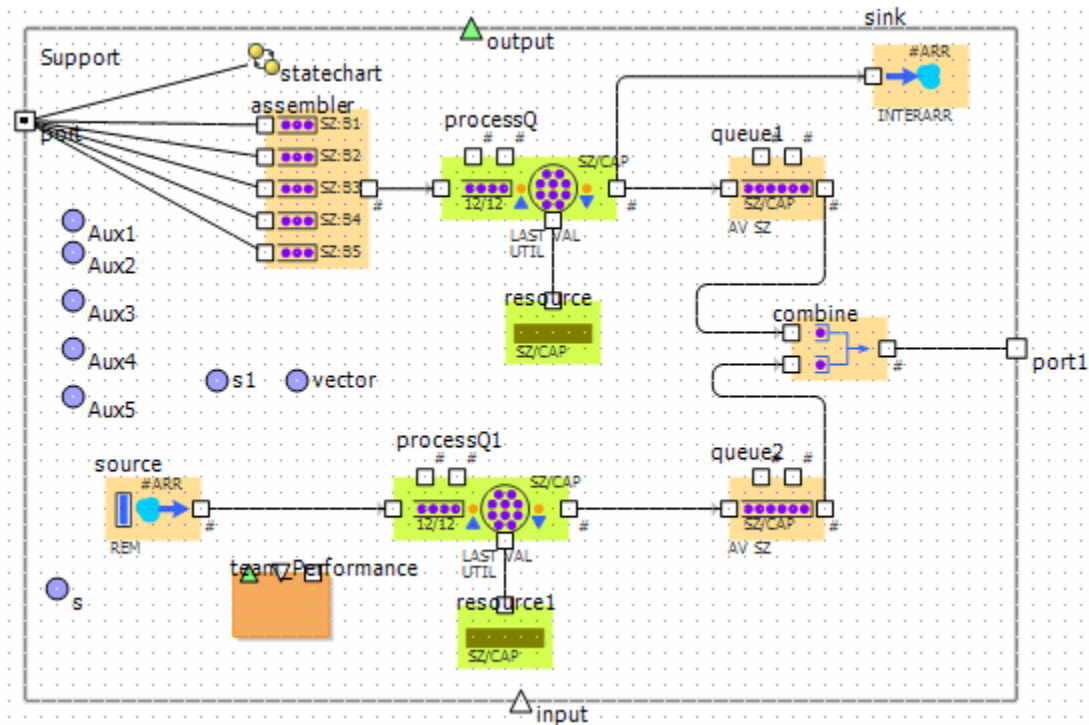 sink
output
Support
#ARR
statechart
INTERARR
assembler
port
SZ:B1
SZ:B2
SZ:B3
SZ:B4
SZ:B5
#
processQ
# #
SZ/CAP
12/12
#
LAST VAL
UTIL
queue1
# #
SZ/CAP
#
AV SZ
resource
SZ/CAP
Aux1
Aux2
Aux3
Aux4
Aux5
s1
vector
combine
#
port1
source
#ARR
#
REM
processQ1
# #
SZ/CAP
12/12
#
LAST VAL
UTIL
queue2
# #
SZ/CAP
#
AV SZ
team_Performance
s
resource1
SZ/CAP
input